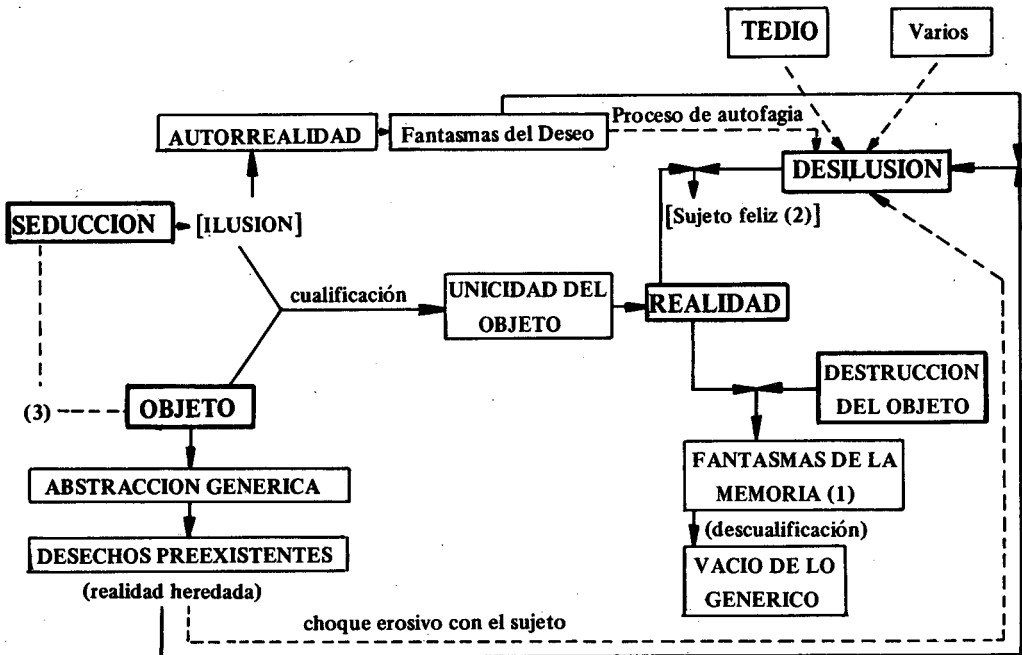 TEDIO
Varios
Proceso de autofagia
AUTORREALIDAD
Fantasmas del Deseo
DESILUSION
SEDUCCION
[ILUSION]
[Sujeto feliz (2)]
cualificación
UNICIDAD DEL
OBJETO
REALIDAD
DESTRUCCION
DEL OBJETO
(3)
OBJETO
FANTASMAS DE LA
MEMORIA (1)
ABSTRACCION GENERICA
(descualificación)
DESECHOS PREEXISTENTES
(realidad heredada)
VACIO DE LO
GENERICO
choque erosivo con el sujeto